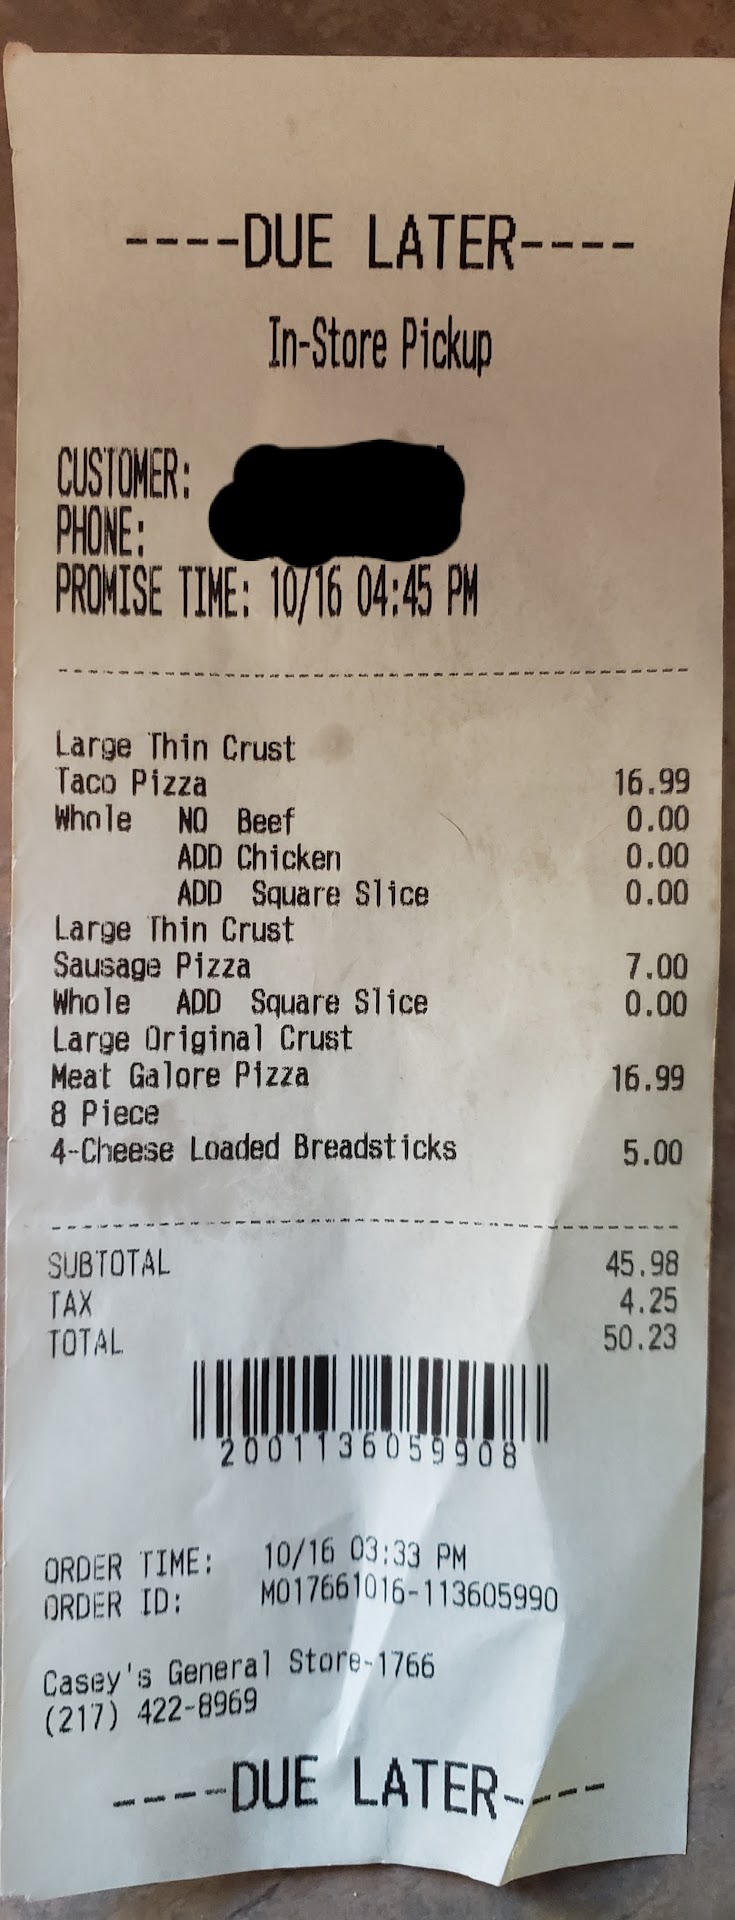 ----DUE LATER----
In-Store Pickup
CUSTOMER:
PHONE:
PROMISE TIME: 10/16 04:45 PM
Large Thin Crust
Taco Pizza 16.99
Whole NO Beef 0.00
ADD Chicken 0.00
ADD Square Slice 0.00
Large Thin Crust
Sausage Pizza 7.00
Whole ADD Square Slice 0.00
Large Original Crust
Meat Galore Pizza 16.99
8 Piece
4-Cheese Loaded Breadsticks 5.00
SUBTOTAL 45.98
TAX 4.25
TOTAL 50.23
2001136059908
ORDER TIME: 10/16 03:33 PM
ORDER ID: MO17661016-113605990
Casey's General Store-1766
(217) 422-8969
----DUE LATER----